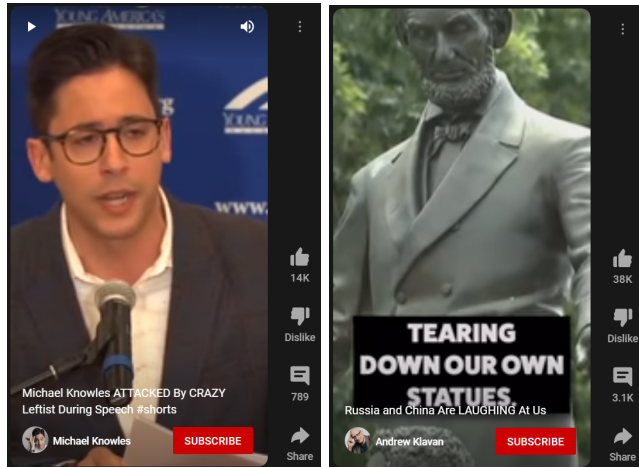 YOUNG AMERICA'S
YOUNG
www.
14K
Dislike
789
Michael Knowles ATTACKED By CRAZY
Leftist During Speech #shorts
Michael Knowles
SUBSCRIBE
Share
38K
Dislike
TEARING
DOWN OUR OWN
STATUES.
3.1K
Russia and China Are LAUGHING At Us
Andrew Klavan
SUBSCRIBE
Share